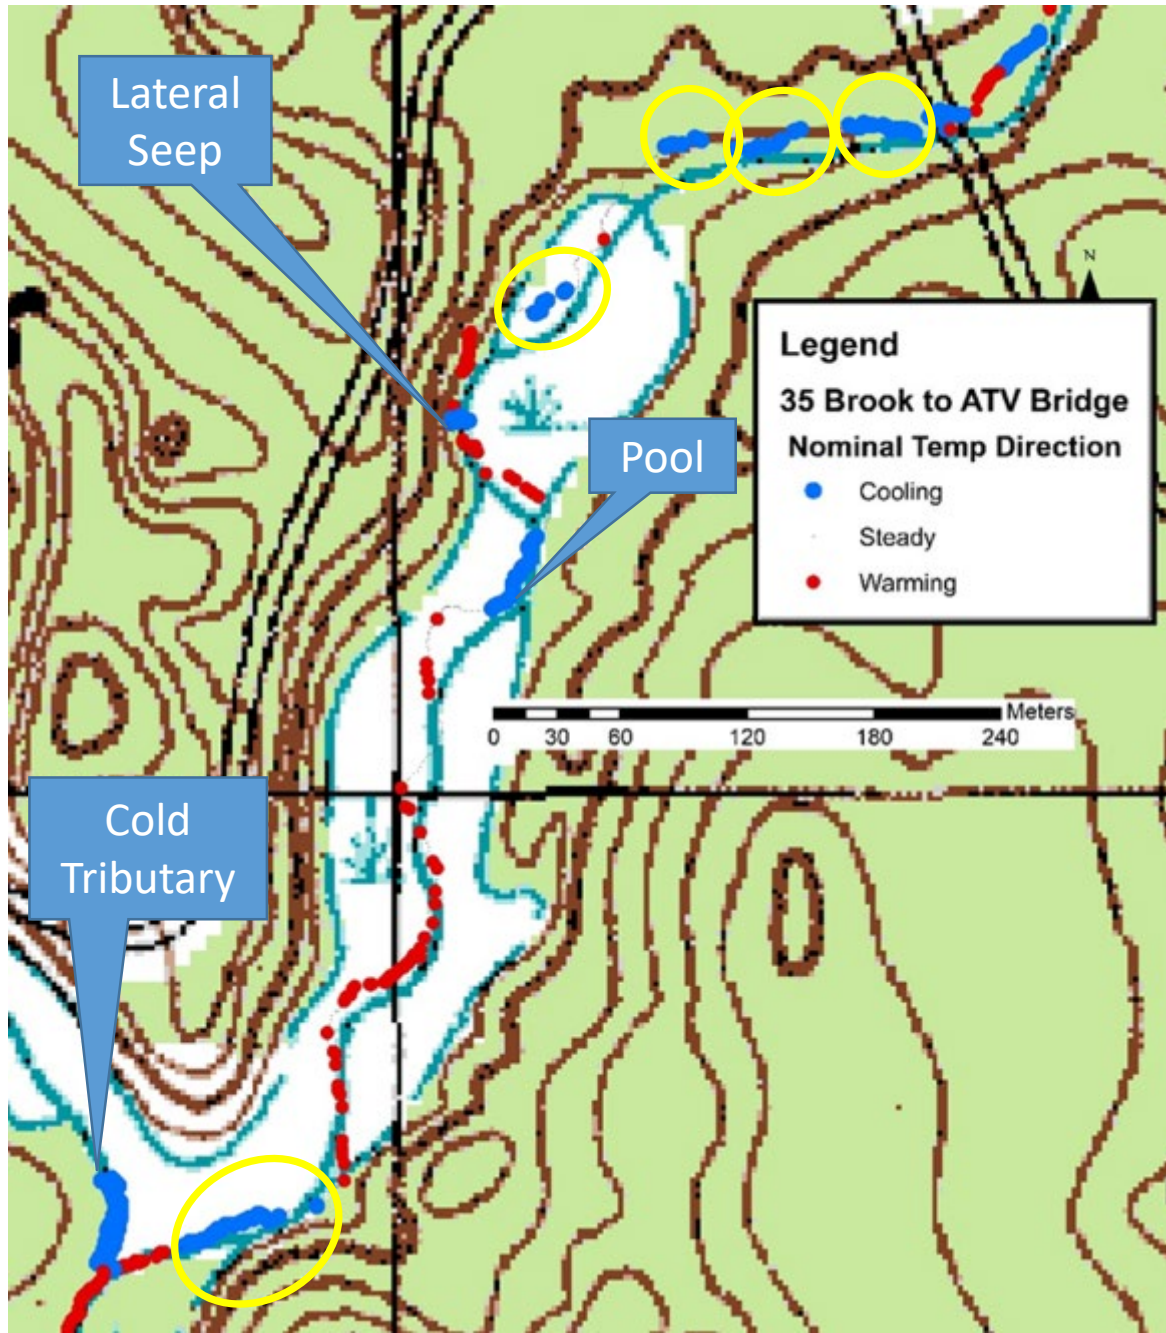 Lateral
Seep
N
Legend
35 Brook to ATV Bridge
Nominal Temp Direction
Cooling
Steady
Warming
Pool
Meters
0 30 60 120 180 240
Cold
Tributary